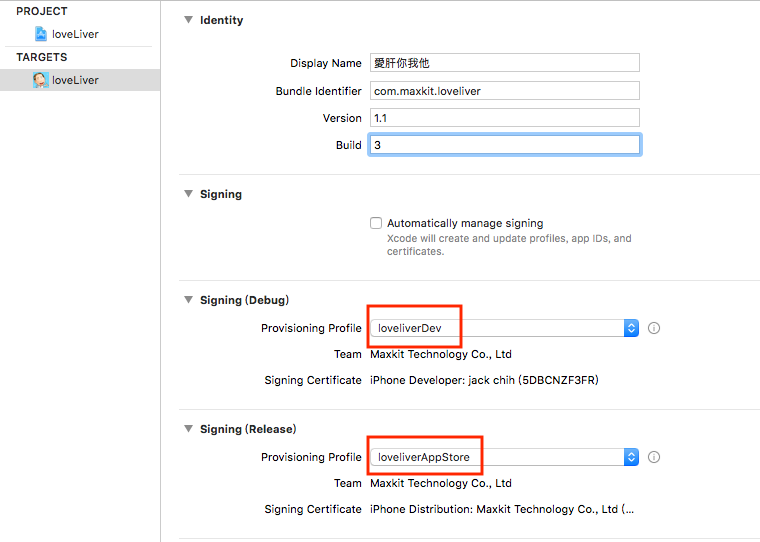 PROJECT
loveLiver
TARGETS
loveLiver
Identity
Display Name 愛肝你我他
Bundle Identifier com.maxkit.loveliver
Version 1.1
Build 3
Signing
Automatically manage signing
Xcode will create and update profiles, app IDs, and
certificates.
Signing (Debug)
Provisioning Profile loveliverDev
Team Maxkit Technology Co., Ltd
Signing Certificate iPhone Developer: jack chih (5DBCNZF3FR)
Signing (Release)
Provisioning Profile loveliverAppStore
Team Maxkit Technology Co., Ltd
Signing Certificate iPhone Distribution: Maxkit Technology Co., Ltd (...